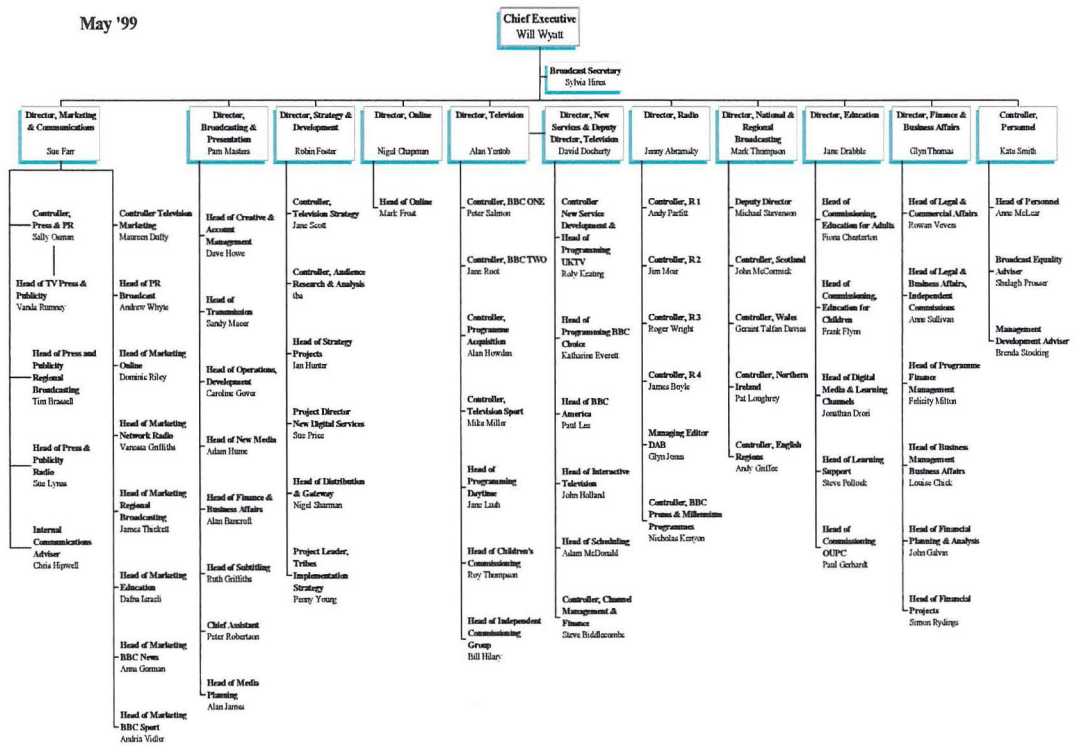 May '99
Chief Executive
Will Wyatt
Broadcast Secretary
Sylvia Hines
Director, Marketing
& Communications
Sue Farr
Controller,
Press & PR
Sally Osman
Head of TV Press &
Publicity
Vanda Rumney
Head of Press and
Publicity
Regional
Broadcasting
Tim Brassell
Head of Press &
Publicity
Radio
Sue Lynas
Internal
Communications
Adviser
Chris Hipwell
Controller Television
Marketing
Maureen Duffy
Head of PR
Broadcast
Andrew Whyte
Head of Marketing
Online
Dominic Riley
Head of Marketing
Network Radio
Vanessa Griffiths
Head of Marketing
Regional
Broadcasting
James Thickett
Head of Marketing
Education
Dafna Israeli
Head of Marketing
BBC News
Anna Gorman
Head of Marketing
BBC Sport
Andria Vidler
Director,
Broadcasting &
Presentation
Pam Masters
Head of Creative &
Account
Management
Dave Howe
Head of
Transmission
Sandy Maeer
Head of Operations,
Development
Caroline Gover
Head of New Media
Adam Hume
Head of Finance &
Business Affairs
Alan Bancroft
Head of Subtitling
Ruth Griffiths
Chief Assistant
Peter Robertson
Head of Media
Planning
Alan James
Director, Strategy &
Development
Robin Foster
Controller,
Television Strategy
Jane Scott
Controller, Audience
Research & Analysis
tba
Head of Strategy
Projects
Ian Hunter
Project Director
New Digital Services
Sue Price
Head of Distribution
& Gateway
Nigel Sharman
Project Leader,
Tribes
Implementation
Strategy
Penny Young
Director, Online
Nigel Chapman
Head of Online
Mark Frost
Director, Television
Alan Yentob
Controller, BBC ONE
Peter Salmon
Controller, BBC TWO
Jane Root
Controller,
Programme
Acquisition
Alan Howden
Controller,
Television Sport
Mike Miller
Head of
Programming
Daytime
Jane Lush
Head of Children's
Commissioning
Roy Thompson
Head of Independent
Commissioning
Group
Bill Hilary
Director, New
Services & Deputy
Director, Television
David Docherty
Controller
New Service
Development &
Head of
Programming
UKTV
Roly Keating
Head of
Programming BBC
Choice
Katharine Everett
Head of BBC
America
Paul Lee
Head of Interactive
Television
John Holland
Head of Scheduling
Adam McDonald
Controller, Channel
Management &
Finance
Steve Biddlecombe
Director, Radio
Jenny Abramsky
Controller, R1
Andy Parfitt
Controller, R2
Jim Moir
Controller, R3
Roger Wright
Controller, R4
James Boyle
Managing Editor
DAB
Glyn Jones
Controller, BBC
Proms & Millennium
Programmes
Nicholas Kenyon
Director, National &
Regional
Broadcasting
Mark Thompson
Deputy Director
Michael Stevenson
Controller, Scotland
John McCormick
Controller, Wales
Geraint Talfan Davies
Controller, Northern
Ireland
Pat Loughrey
Controller, English
Regions
Andy Griffee
Director, Education
Jane Drabble
Head of
Commissioning,
Education for Adults
Fiona Chesterton
Head of
Commissioning,
Education for
Children
Frank Flynn
Head of Digital
Media & Learning
Channels
Jonathan Drori
Head of Learning
Support
Steve Pollock
Head of
Commissioning
OUPC
Paul Gerhardt
Director, Finance &
Business Affairs
Glyn Thomas
Head of Legal &
Commercial Affairs
Rowan Vevers
Head of Legal &
Business Affairs,
Independent
Commissions
Anne Sullivan
Head of Programme
Finance
Management
Felicity Milton
Head of Business
Management
Business Affairs
Louise Chick
Head of Financial
Planning & Analysis
John Galvin
Head of Financial
Projects
Simon Rydings
Controller,
Personnel
Kate Smith
Head of Personnel
Anne McLear
Broadcast Equality
Adviser
Shelagh Prosser
Management
Development Adviser
Brenda Stocking